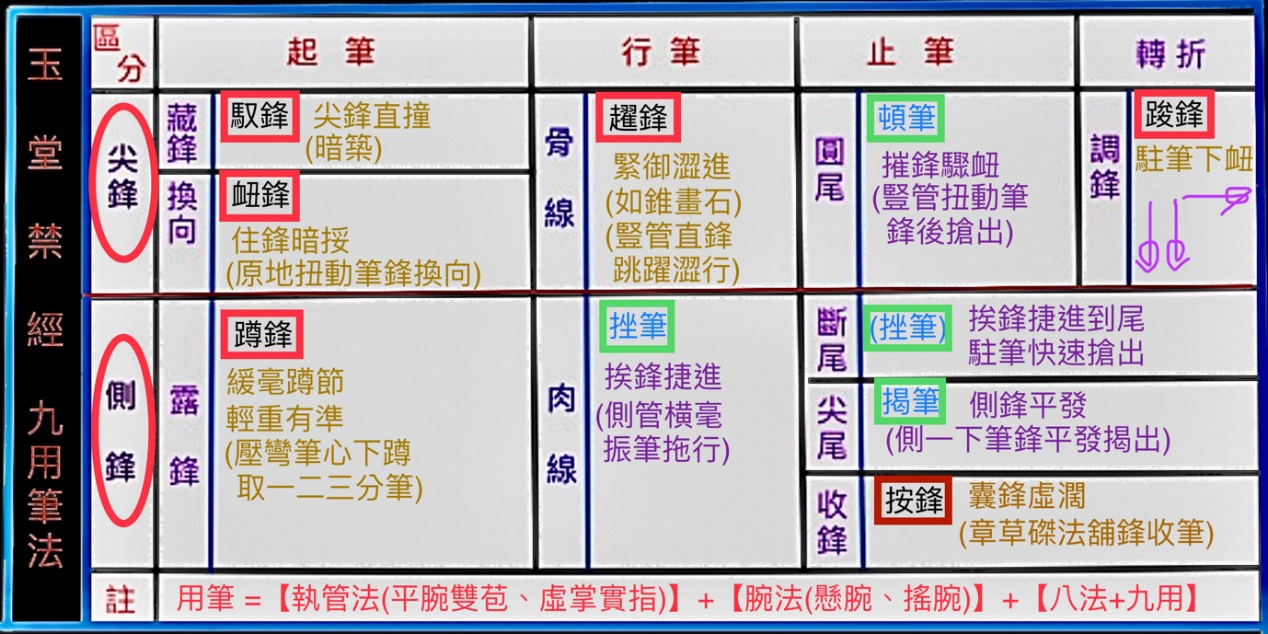 玉堂禁經九用筆法
區分
起筆
行筆
止筆
轉折
尖鋒
藏鋒
馭鋒 尖鋒直撞
(暗築)
換向
衄鋒
住鋒暗挼
(原地扭動筆鋒換向)
骨線
趯鋒
緊御澀進
(如錐畫石)
(豎管直鋒
跳躍澀行)
圓尾
頓筆
摧鋒驟衄
(豎管扭動筆
鋒後搶出)
調鋒
踆鋒
駐筆下衄
側鋒
露鋒
蹲鋒
緩毫蹲節
輕重有準
(壓彎筆心下蹲
取一二三分筆)
肉線
挫筆
挨鋒捷進
(側管橫毫
振筆拖行)
斷尾
(挫筆) 挨鋒捷進到尾
駐筆快速搶出
尖尾
揭筆 側鋒平發
(側一下筆鋒平發揭出)
收鋒
按鋒 囊鋒虛濶
(章草磔法舖鋒收筆)
註
用筆 =【執管法(平腕雙苞、虛掌實指)】+【腕法(懸腕、搖腕)】+【八法+九用】